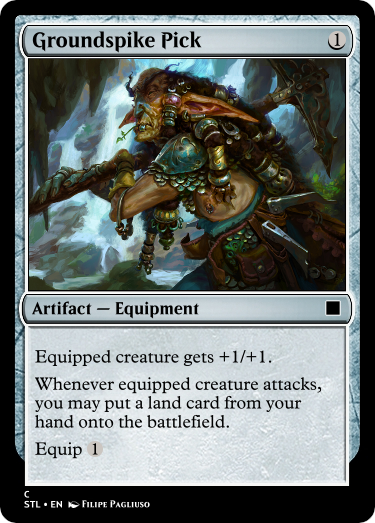 Groundspike Pick 1
Artifact — Equipment
Equipped creature gets +1/+1.
Whenever equipped creature attacks,
you may put a land card from your
hand onto the battlefield.
Equip 1
C
STL • EN Filipe Pagliuso